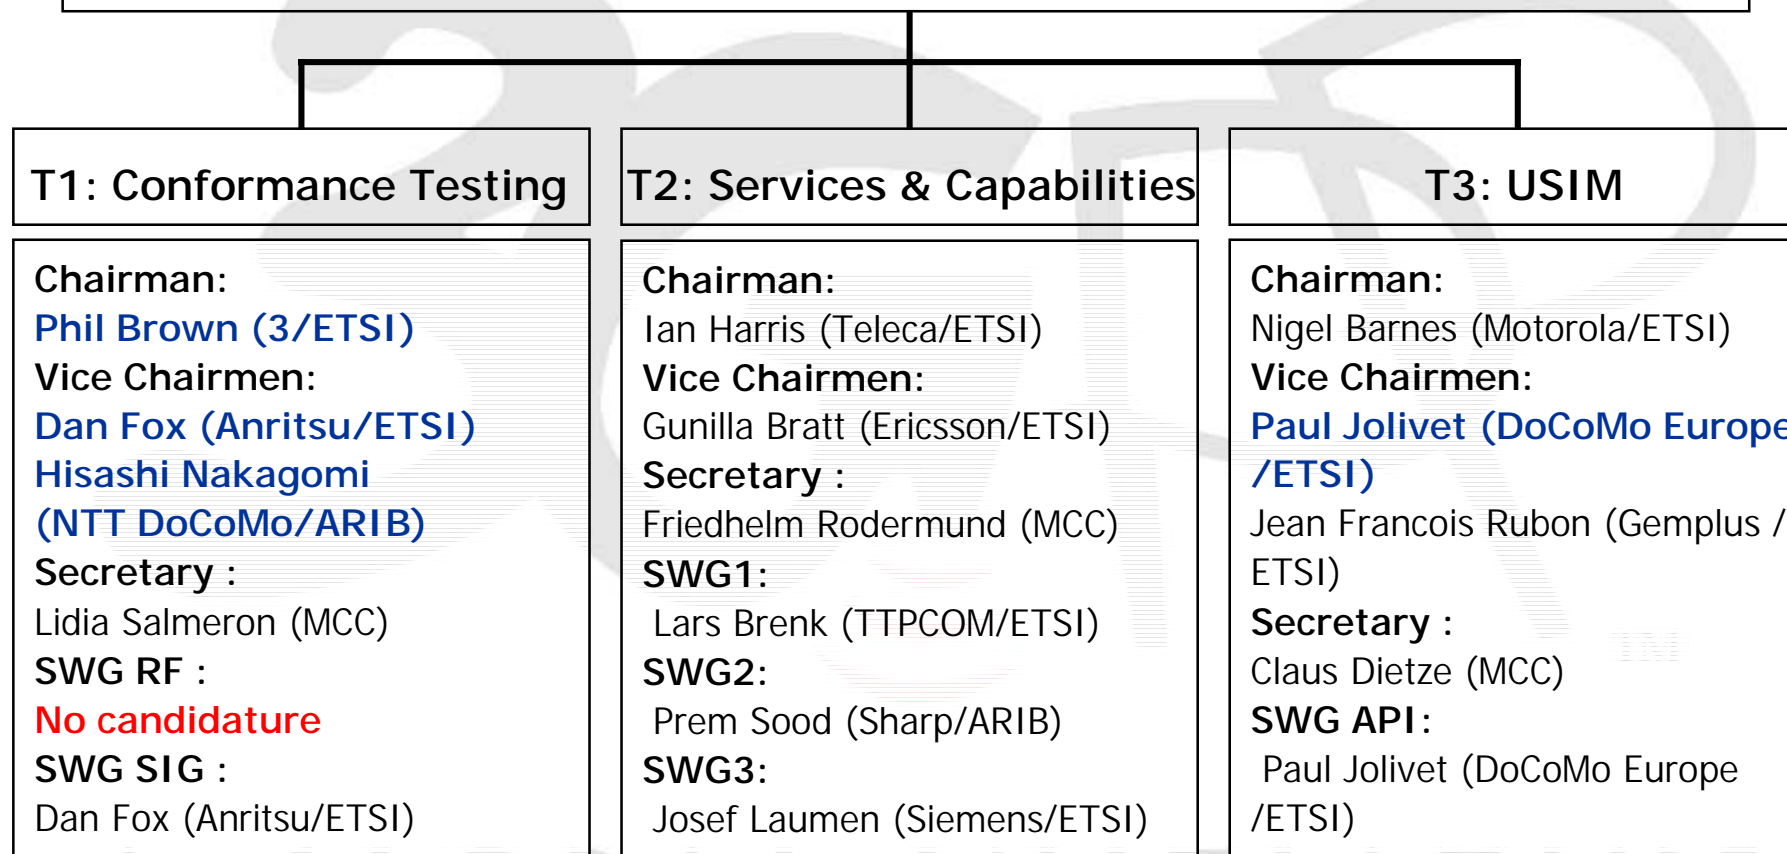 T1: Conformance Testing
Chairman:
Phil Brown (3/ETSI)
Vice Chairmen:
Dan Fox (Anritsu/ETSI)
Hisashi Nakagomi
(NTT DoCoMo/ARIB)
Secretary :
Lidia Salmeron (MCC)
SWG RF :
No candidature
SWG SIG :
Dan Fox (Anritsu/ETSI)
T2: Services & Capabilities
Chairman:
Ian Harris (Teleca/ETSI)
Vice Chairmen:
Gunilla Bratt (Ericsson/ETSI)
Secretary :
Friedhelm Rodermund (MCC)
SWG1:
Lars Brenk (TTPCOM/ETSI)
SWG2:
Prem Sood (Sharp/ARIB)
SWG3:
Josef Laumen (Siemens/ETSI)
T3: USIM
Chairman:
Nigel Barnes (Motorola/ETSI)
Vice Chairmen:
Paul Jolivet (DoCoMo Europe
/ETSI)
Jean Francois Rubon (Gemplus /
ETSI)
Secretary :
Claus Dietze (MCC)
SWG API:
Paul Jolivet (DoCoMo Europe
/ETSI)
TM